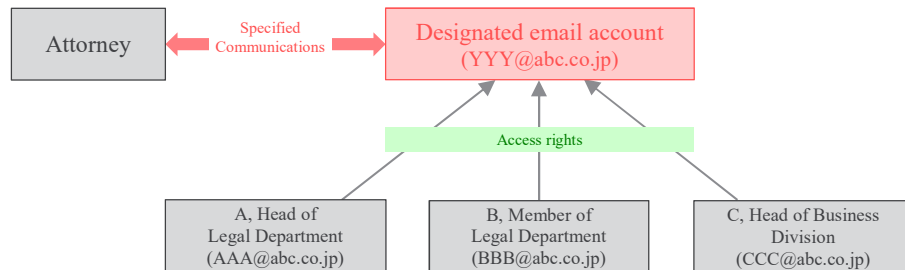 Attorney
Specified
Communications
Designated email account
(YYY@abc.co.jp)
Access rights
A, Head of
Legal Department
(AAA@abc.co.jp)
B, Member of
Legal Department
(BBB@abc.co.jp)
C, Head of Business
Division
(CCC@abc.co.jp)